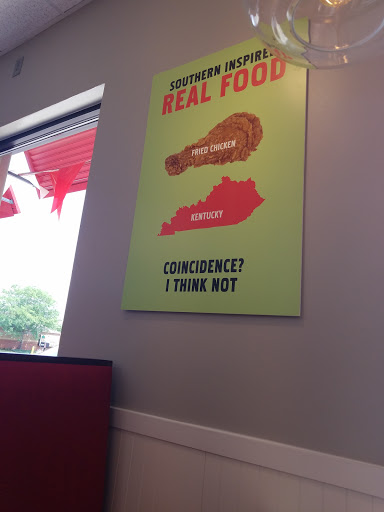 SOUTHERN INSPIRED
REAL FOOD
FRIED CHICKEN
KENTUCKY
COINCIDENCE?
I THINK NOT